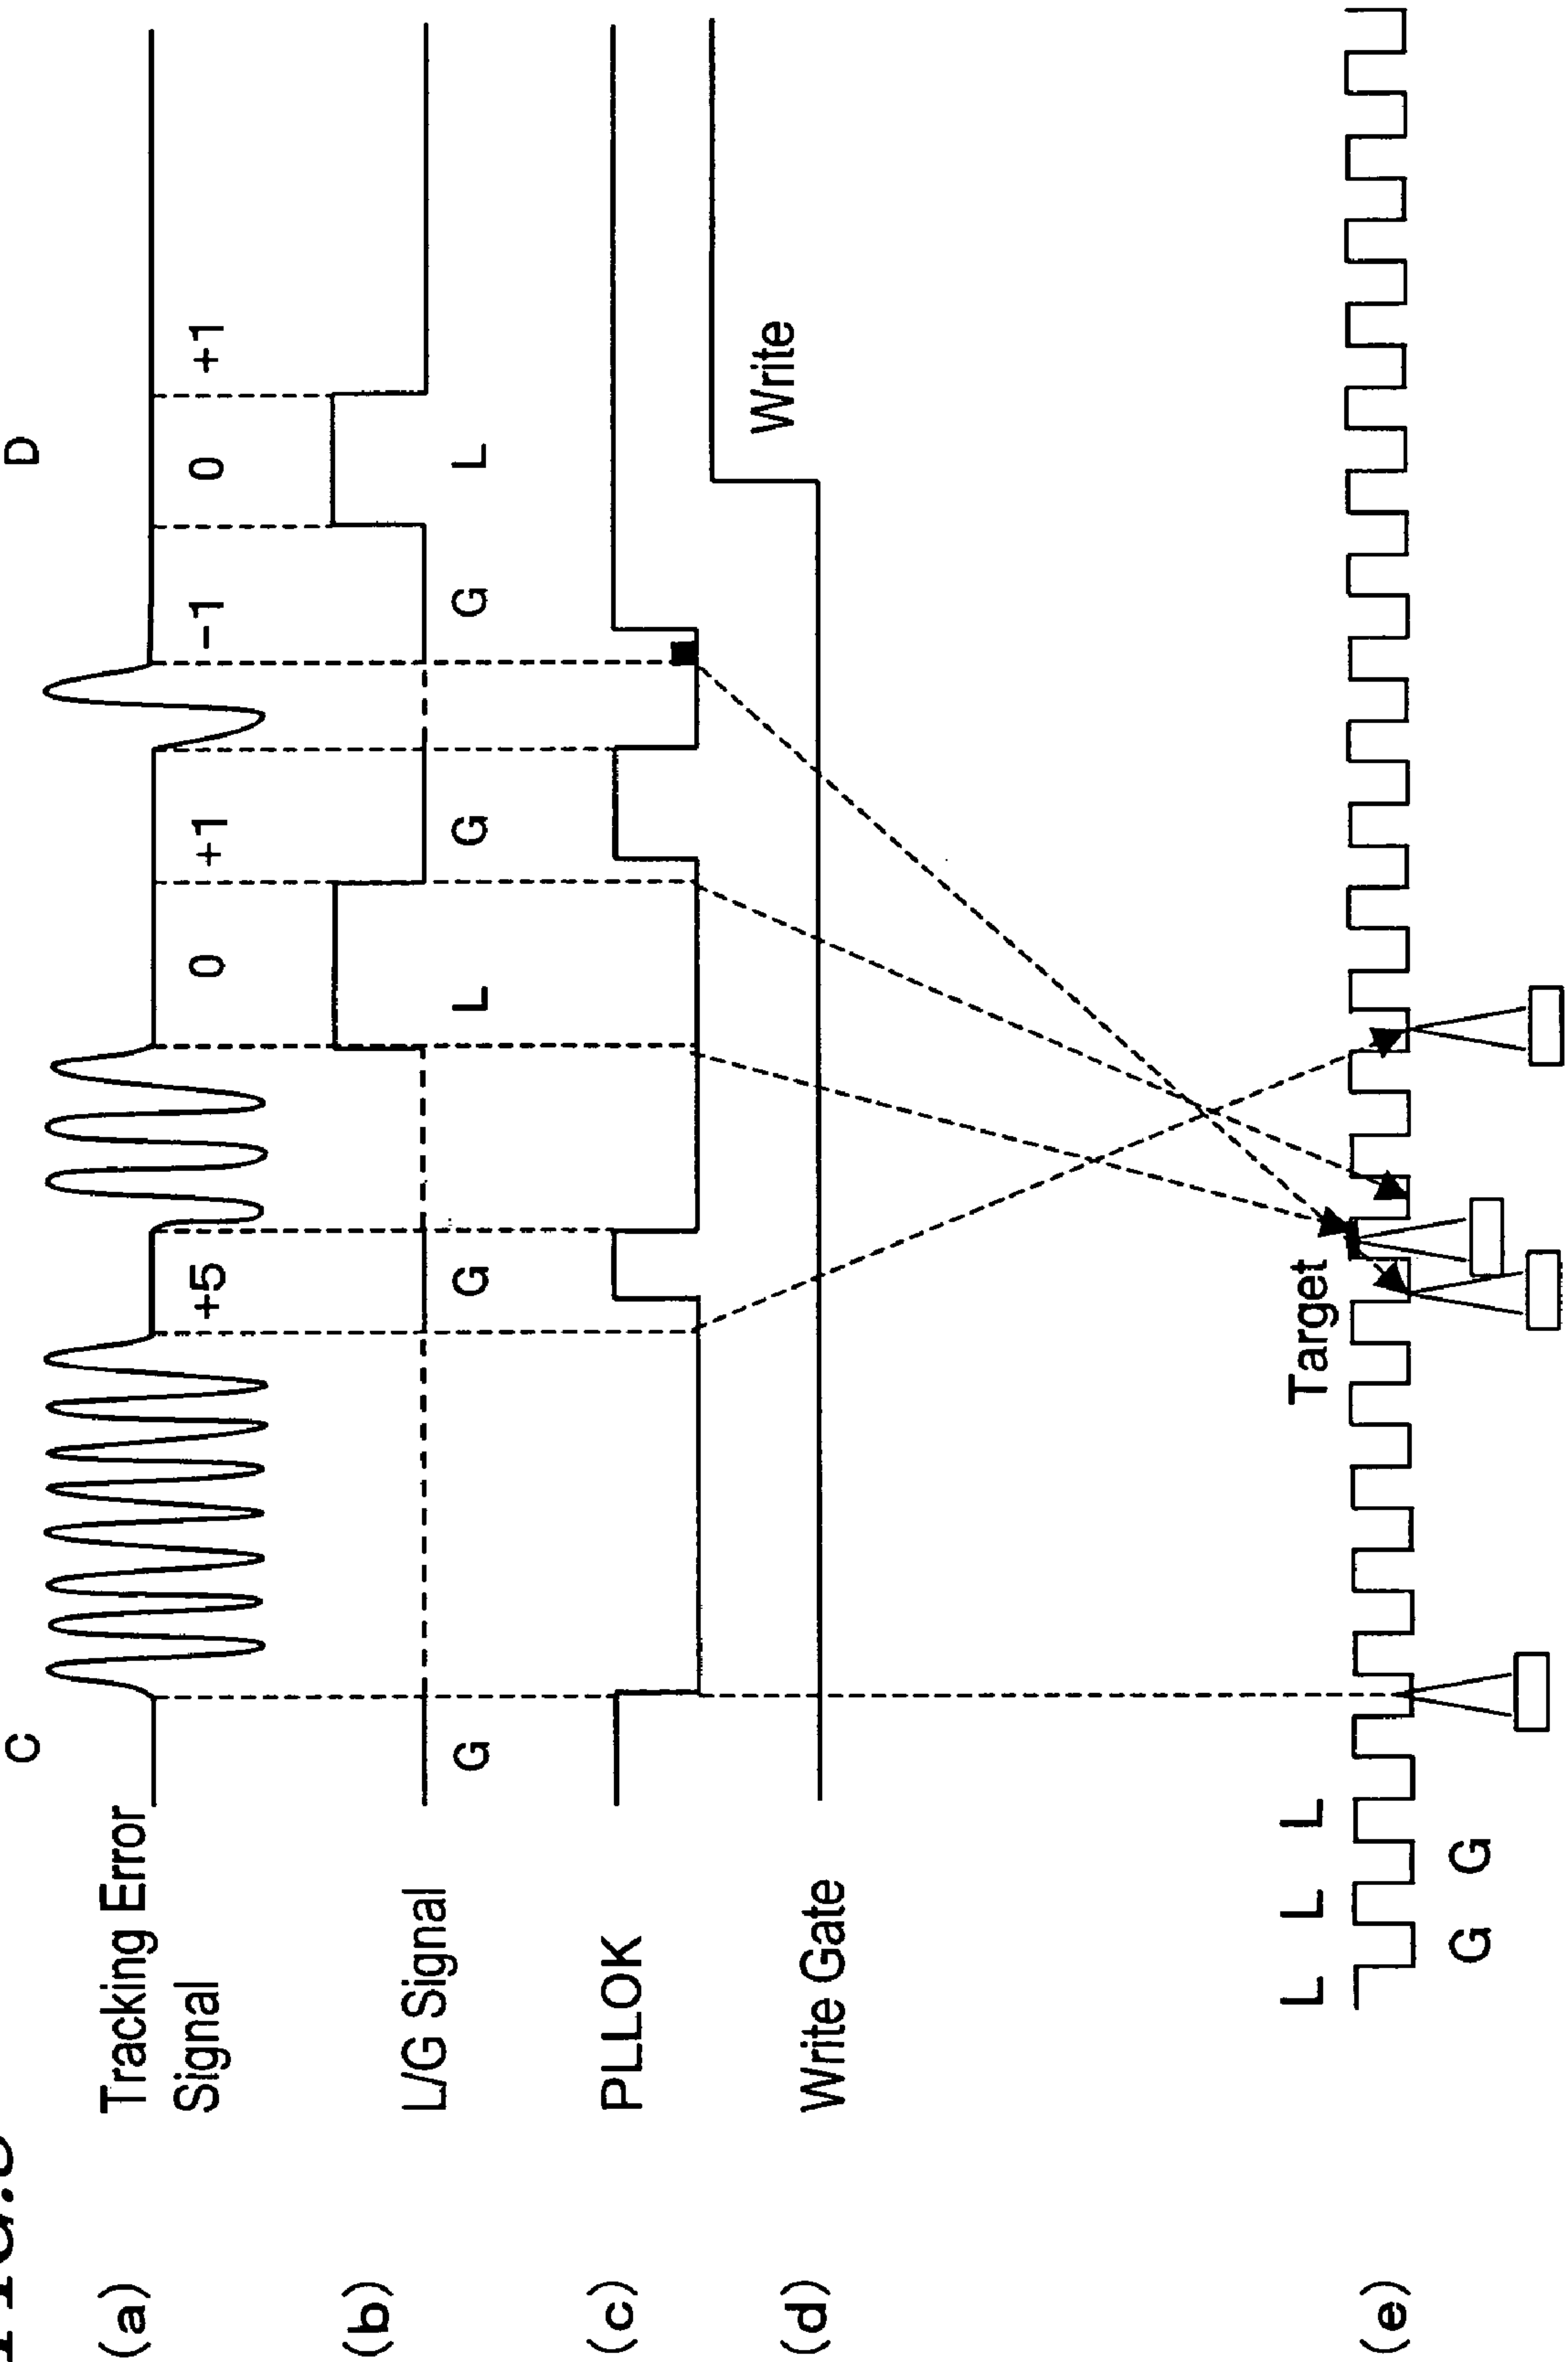 C D
(a) Tracking Error
Signal
+5 0 +1 -1 0 +1
(b) L/G Signal
G G L G G L
(c) PLLOK
(d) Write Gate
Write
Target
L L L
(e)
G G